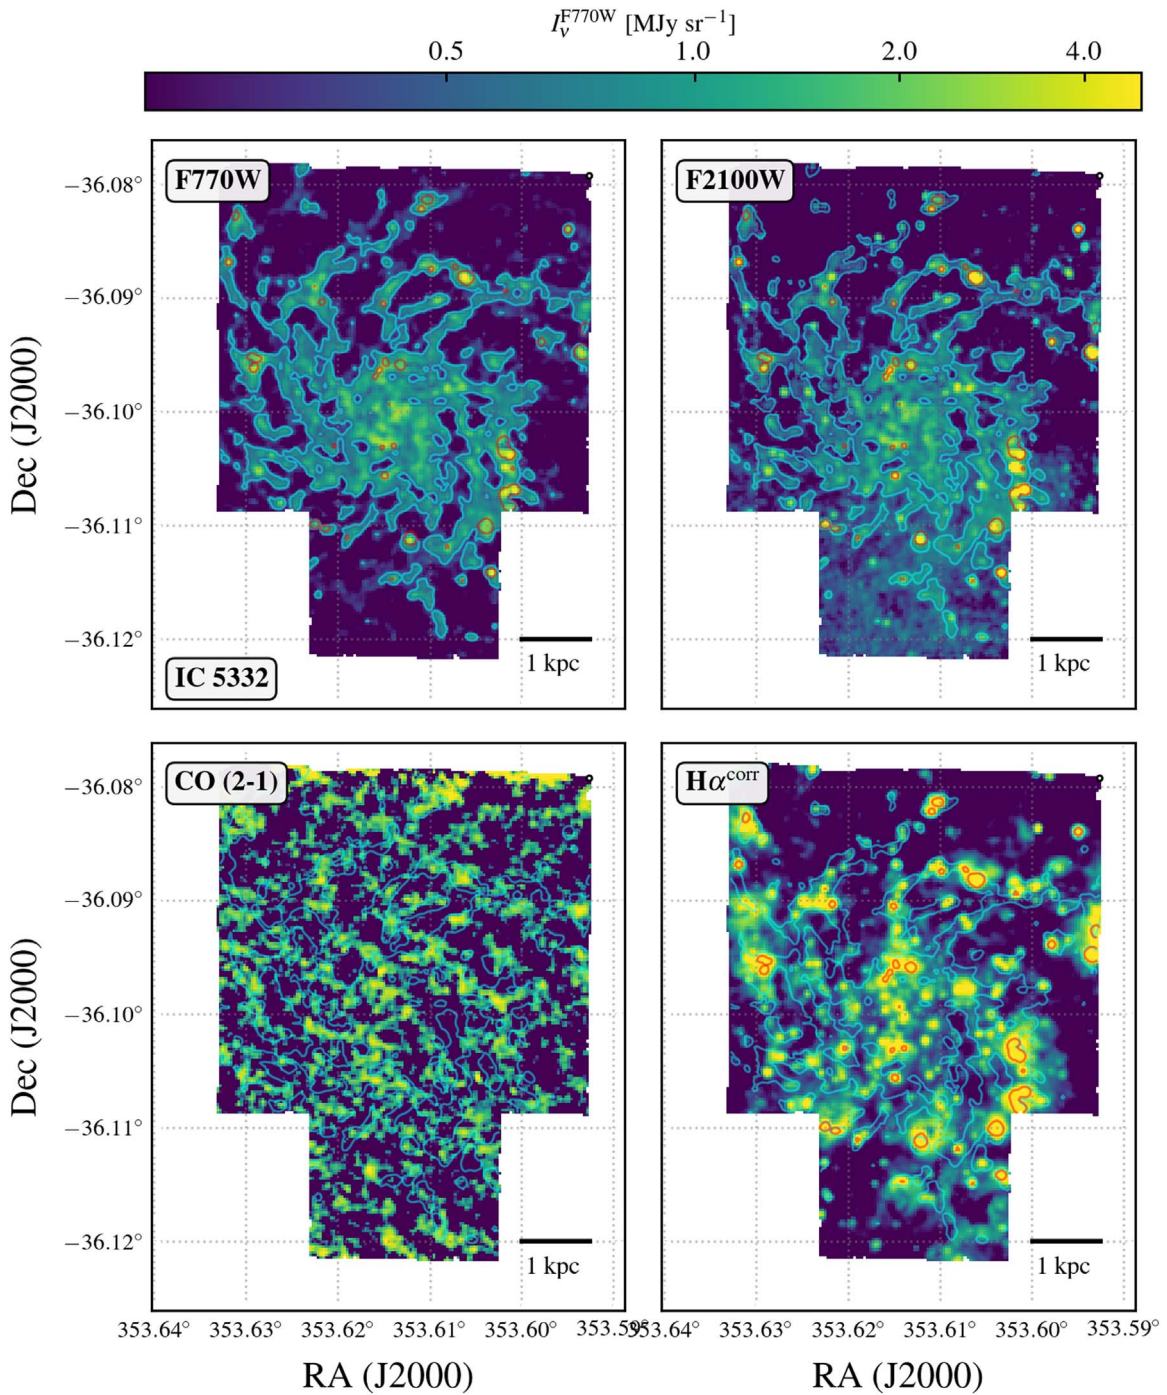 I_ν^F770W [MJy sr⁻¹]
0.5 1.0 2.0 4.0
F770W F2100W
−36.08°
−36.09°
−36.10°
−36.11°
−36.12°
Dec (J2000)
1 kpc 1 kpc
IC 5332
CO (2-1) Hα^corr
−36.08°
−36.09°
−36.10°
−36.11°
−36.12°
Dec (J2000)
1 kpc 1 kpc
353.64° 353.63° 353.62° 353.61° 353.60° 353.59° 353.64° 353.63° 353.62° 353.61° 353.60° 353.59°
RA (J2000) RA (J2000)